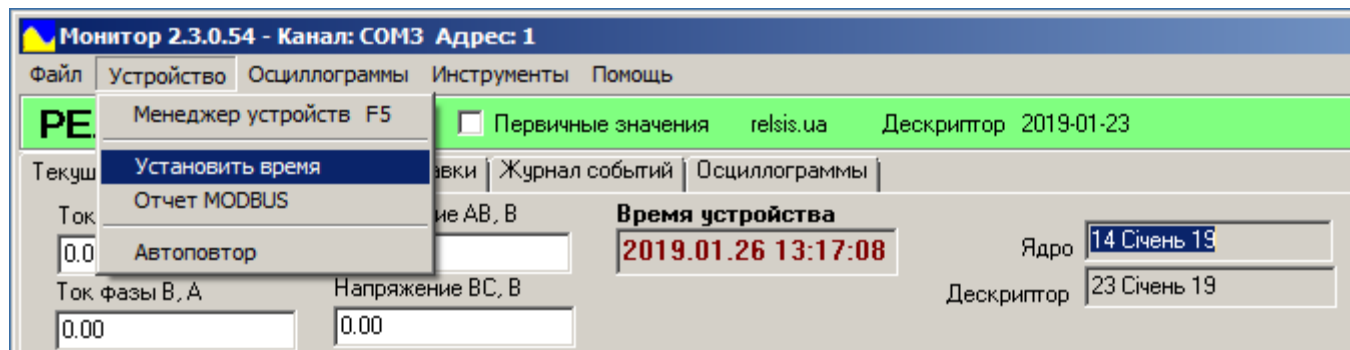 Монитор 2.3.0.54 - Канал: COM3 Адрес: 1
Файл Устройство Осциллограммы Инструменты Помощь
Менеджер устройств F5
Установить время
Отчет MODBUS
Автоповтор
Первичные значения relsis.ua Дескриптор 2019-01-23
Журнал событий Осциллограммы
Ток
Время устройства
2019.01.26 13:17:08
Ядро 14 Січень 19
Дескриптор 23 Січень 19
Ток фазы В, А Напряжение ВС, В
0.00 0.00